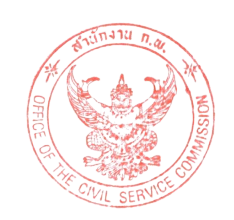 สำนักงาน ก.พ.
OFFICE OF THE CIVIL SERVICE COMMISSION